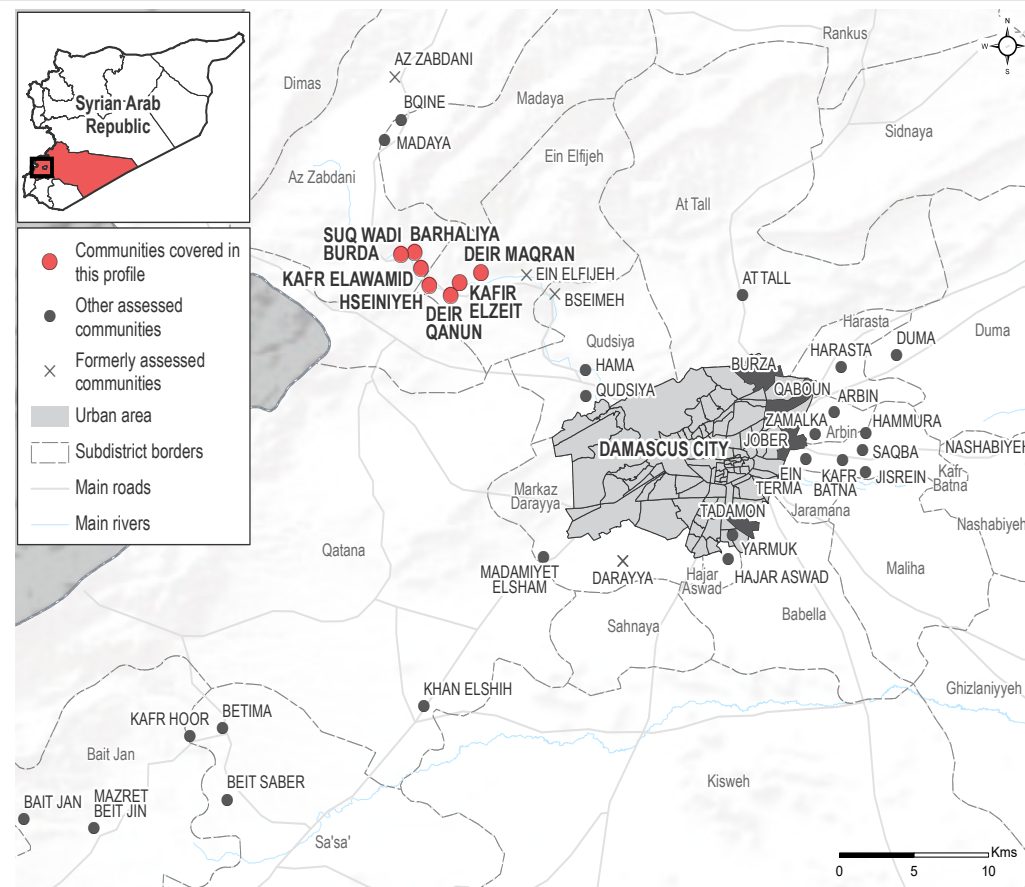 Syrian Arab
Republic
Communities covered in
this profile
Other assessed
communities
Formerly assessed
communities
Urban area
Subdistrict borders
Main roads
Main rivers
N
W
S
Rankus
AZ ZABDANI
Dimas
BQINE
Madaya
MADAYA
Sidnaya
Ein Elfijeh
Az Zabdani
At Tall
SUQ WADI
BURDA
BARHALIYA
DEIR MAQRAN
KAFR ELAWAMID
EIN ELFIJEH
HSEINIYEH
KAFIR
ELZEIT
BSEIMEH
DEIR
QANUN
AT TALL
Harasta
Duma
DUMA
Qudsiya
HARASTA
HAMA
BURZA
QUDSIYA
QABOUN
ARBIN
ZAMALKA
HAMMURA
Arbin
DAMASCUS CITY
JOBER
SAQBA
NASHABIYEH
EIN
TERMA
KAFR
BATNA
JISREIN
Kafr
Batna
Markaz
Darayya
TADAMON
Jaramana
Nashabiyeh
Qatana
YARMUK
MADAMIYET
ELSHAM
DARAYYA
Hajar
Aswad
HAJAR ASWAD
Maliha
Babella
Sahnaya
KHAN ELSHIH
Ghizlaniyyeh
KAFR HOOR
BETIMA
Bait Jan
BEIT SABER
Kisweh
BAIT JAN
MAZRET
BEIT JIN
Sa'sa'
Kms
0 5 10